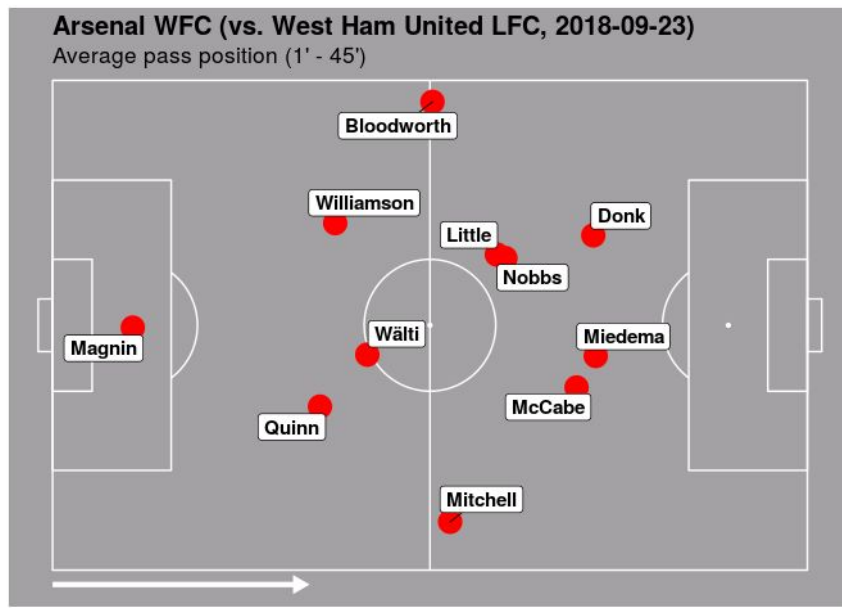 Arsenal WFC (vs. West Ham United LFC, 2018-09-23)
Average pass position (1' - 45')
Bloodworth
Williamson
Donk
Little
Nobbs
Wälti
Miedema
Magnin
McCabe
Quinn
Mitchell